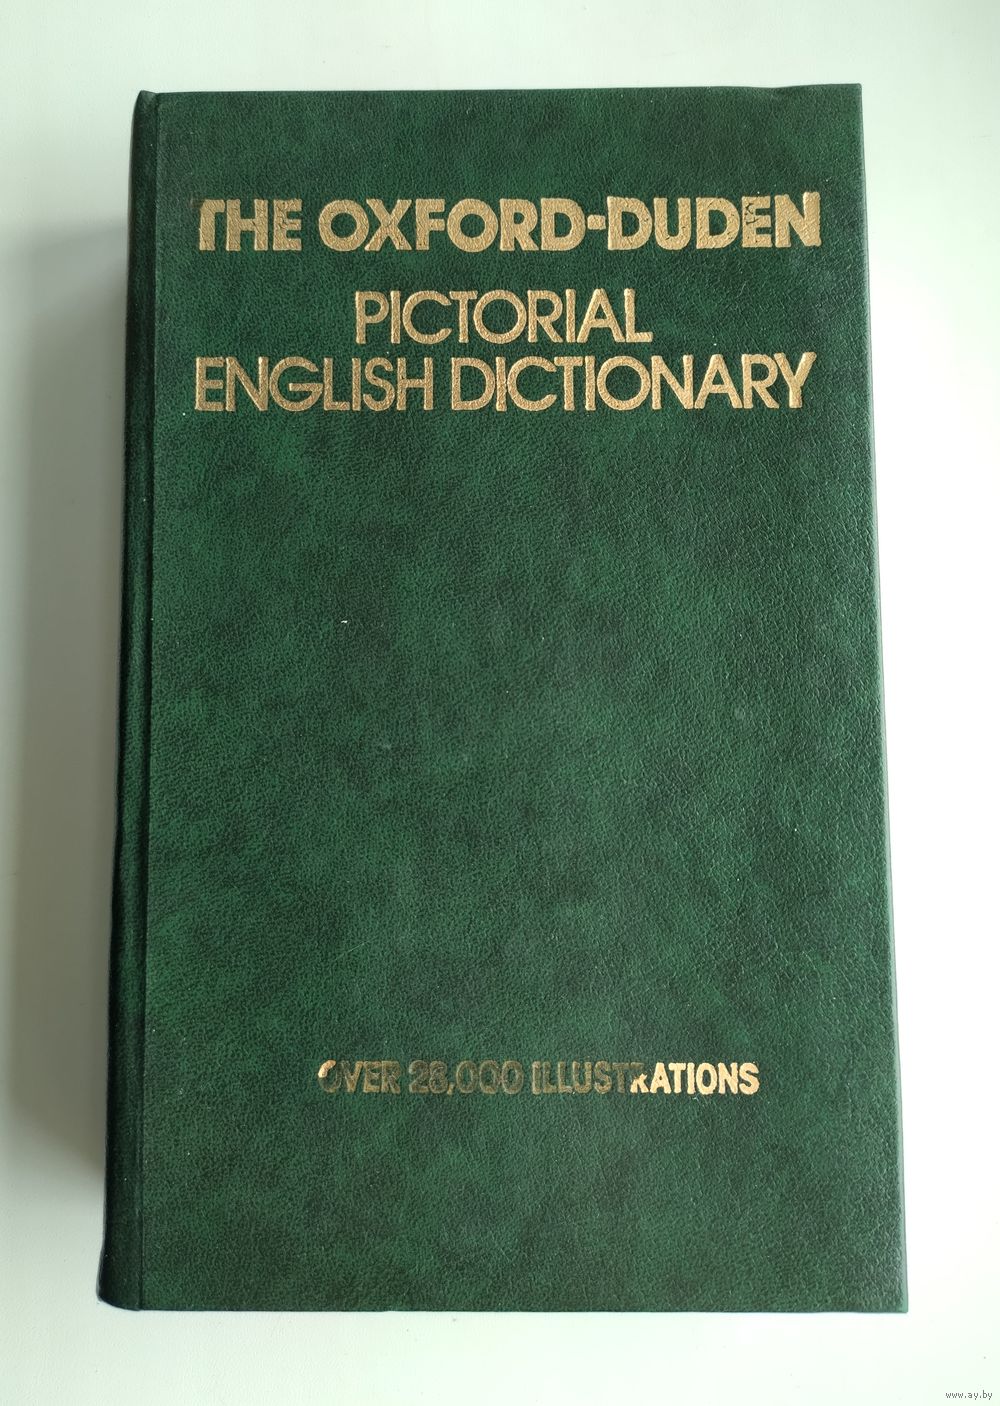 THE OXFORD-DUDEN
PICTORIAL
ENGLISH DICTIONARY
OVER 28,000 ILLUSTRATIONS
www.ay.by